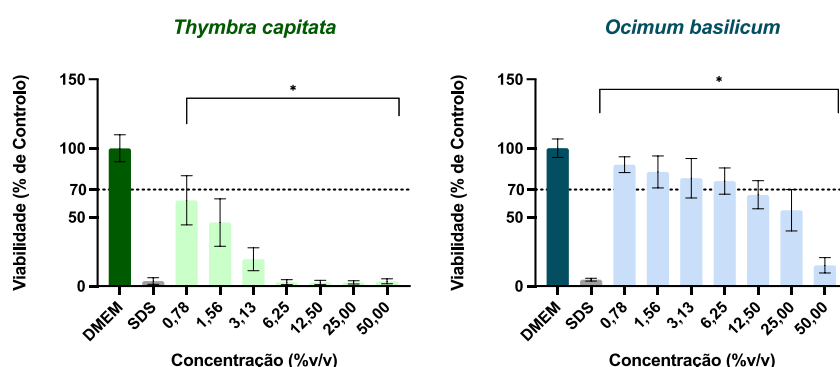 Thymbra capitata
Viabilidade (% de Controlo)
150
100
70
50
0
*
DMEM
SDS
0,78
1,56
3,13
6,25
12,50
25,00
50,00
Concentração (%v/v)
Ocimum basilicum
Viabilidade (% de Controlo)
150
100
70
50
0
*
DMEM
SDS
0,78
1,56
3,13
6,25
12,50
25,00
50,00
Concentração (%v/v)